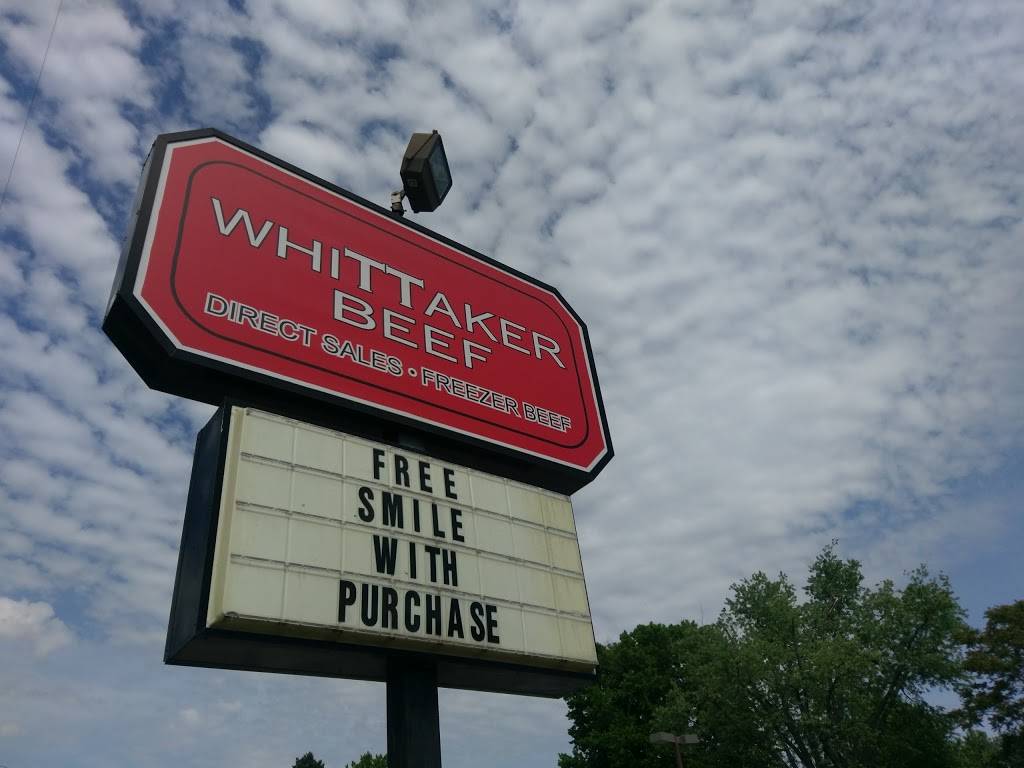 WHITTAKER
BEEF
DIRECT SALES • FREEZER BEEF
FREE
SMILE
WITH
PURCHASE